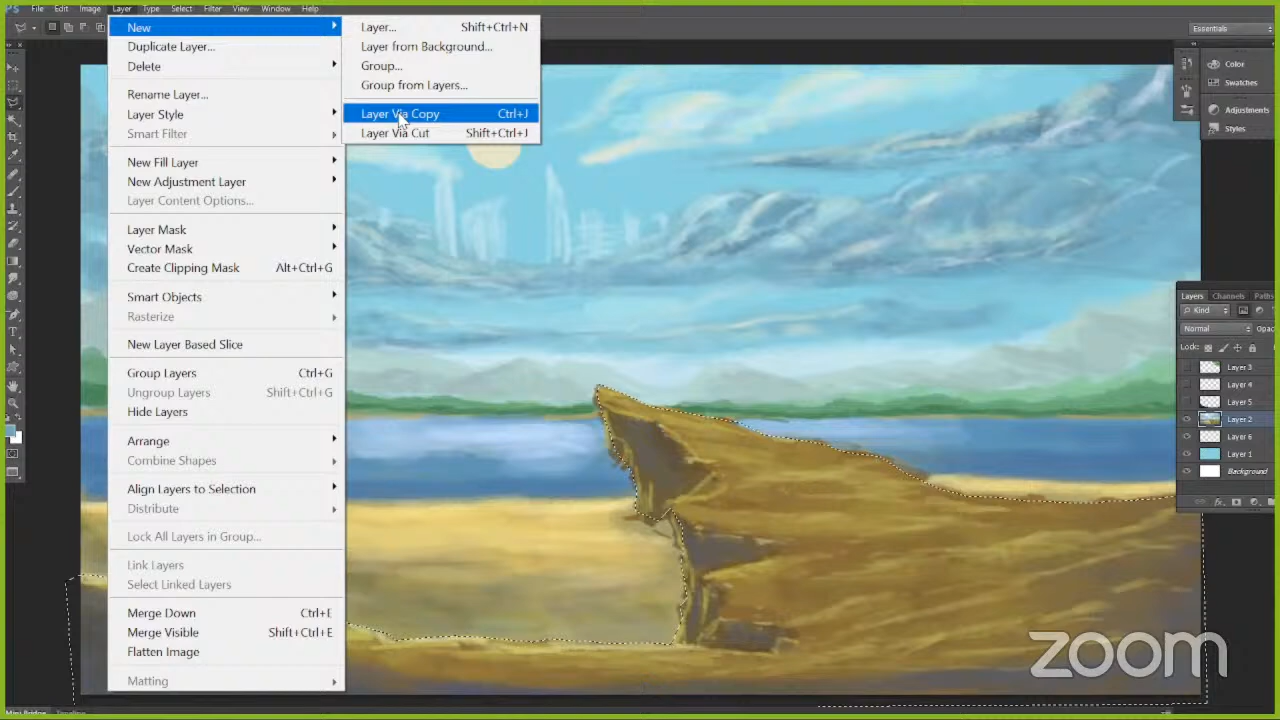 PS File Edit Image Layer Type Select Filter View Window Help
Essentials
New
Duplicate Layer...
Delete
Rename Layer...
Layer Style
Smart Filter
New Fill Layer
New Adjustment Layer
Layer Content Options...
Layer Mask
Vector Mask
Create Clipping Mask Alt+Ctrl+G
Smart Objects
Rasterize
New Layer Based Slice
Group Layers Ctrl+G
Ungroup Layers Shift+Ctrl+G
Hide Layers
Arrange
Combine Shapes
Align Layers to Selection
Distribute
Lock All Layers in Group...
Link Layers
Select Linked Layers
Merge Down Ctrl+E
Merge Visible Shift+Ctrl+E
Flatten Image
Matting
Layer... Shift+Ctrl+N
Layer from Background...
Group...
Group from Layers...
Layer Via Copy Ctrl+J
Layer Via Cut Shift+Ctrl+J
Color
Swatches
Adjustments
Styles
Layers Channels Paths
Kind
Normal Opac
Lock:
Layer 3
Layer 4
Layer 5
Layer 2
Layer 6
Layer 1
Background
zoom
Mini Bridge Timeline